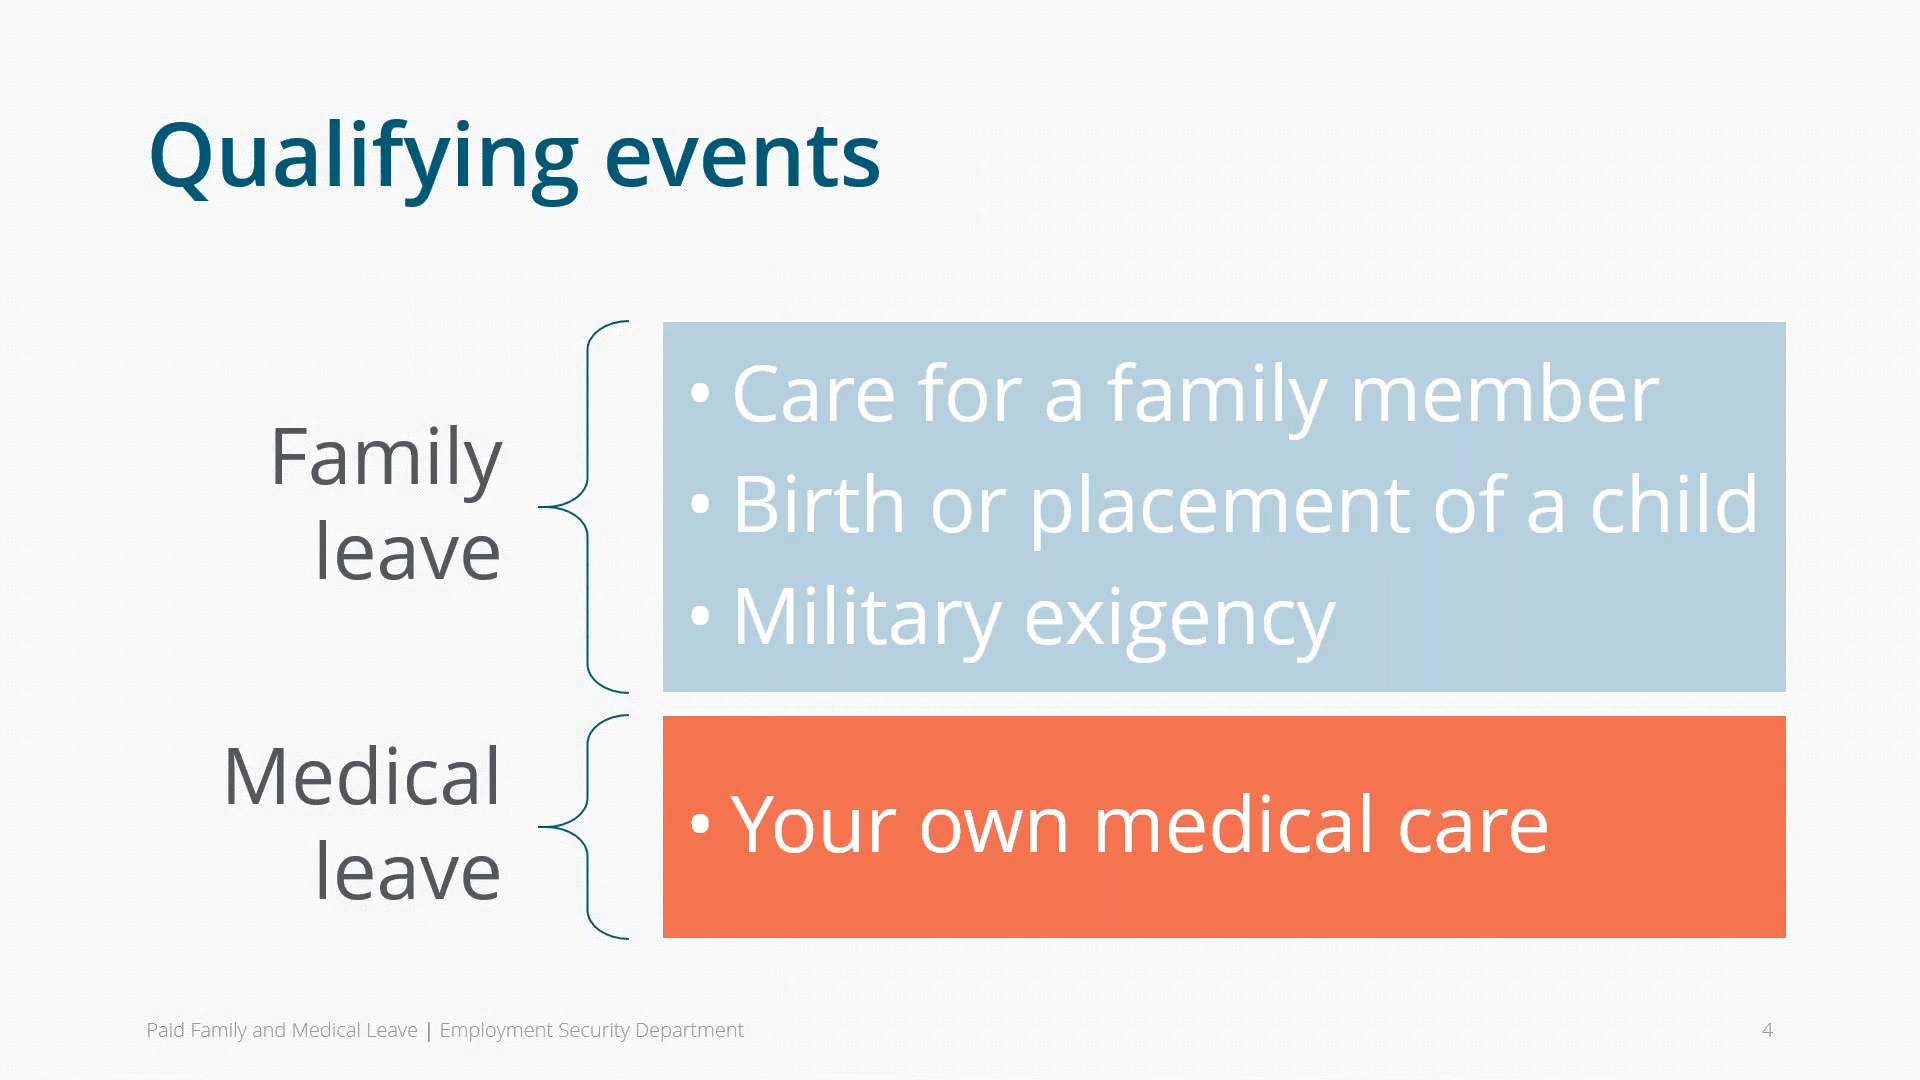 Qualifying events
Family
leave
• Care for a family member
• Birth or placement of a child
• Military exigency
Medical
leave
• Your own medical care
Paid Family and Medical Leave | Employment Security Department
4